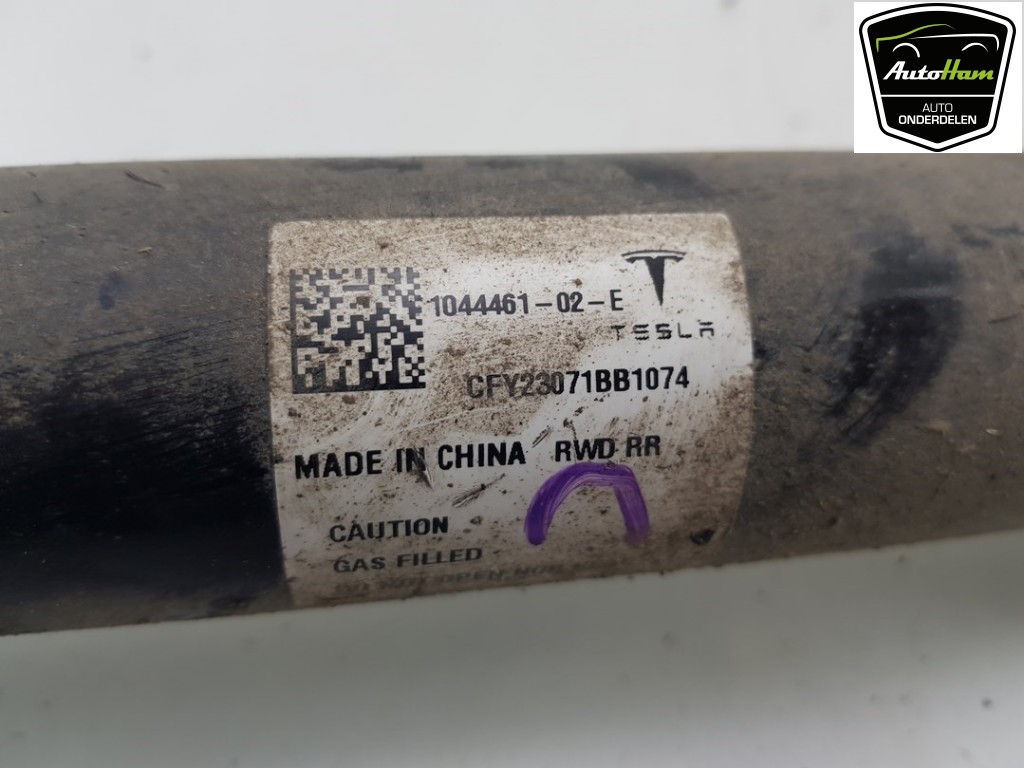 AutoHam
AUTO
ONDERDELEN
1044461-02-E
TESLA
CFY23071BB1074
MADE IN CHINA RWD RR
CAUTION
GAS FILLED